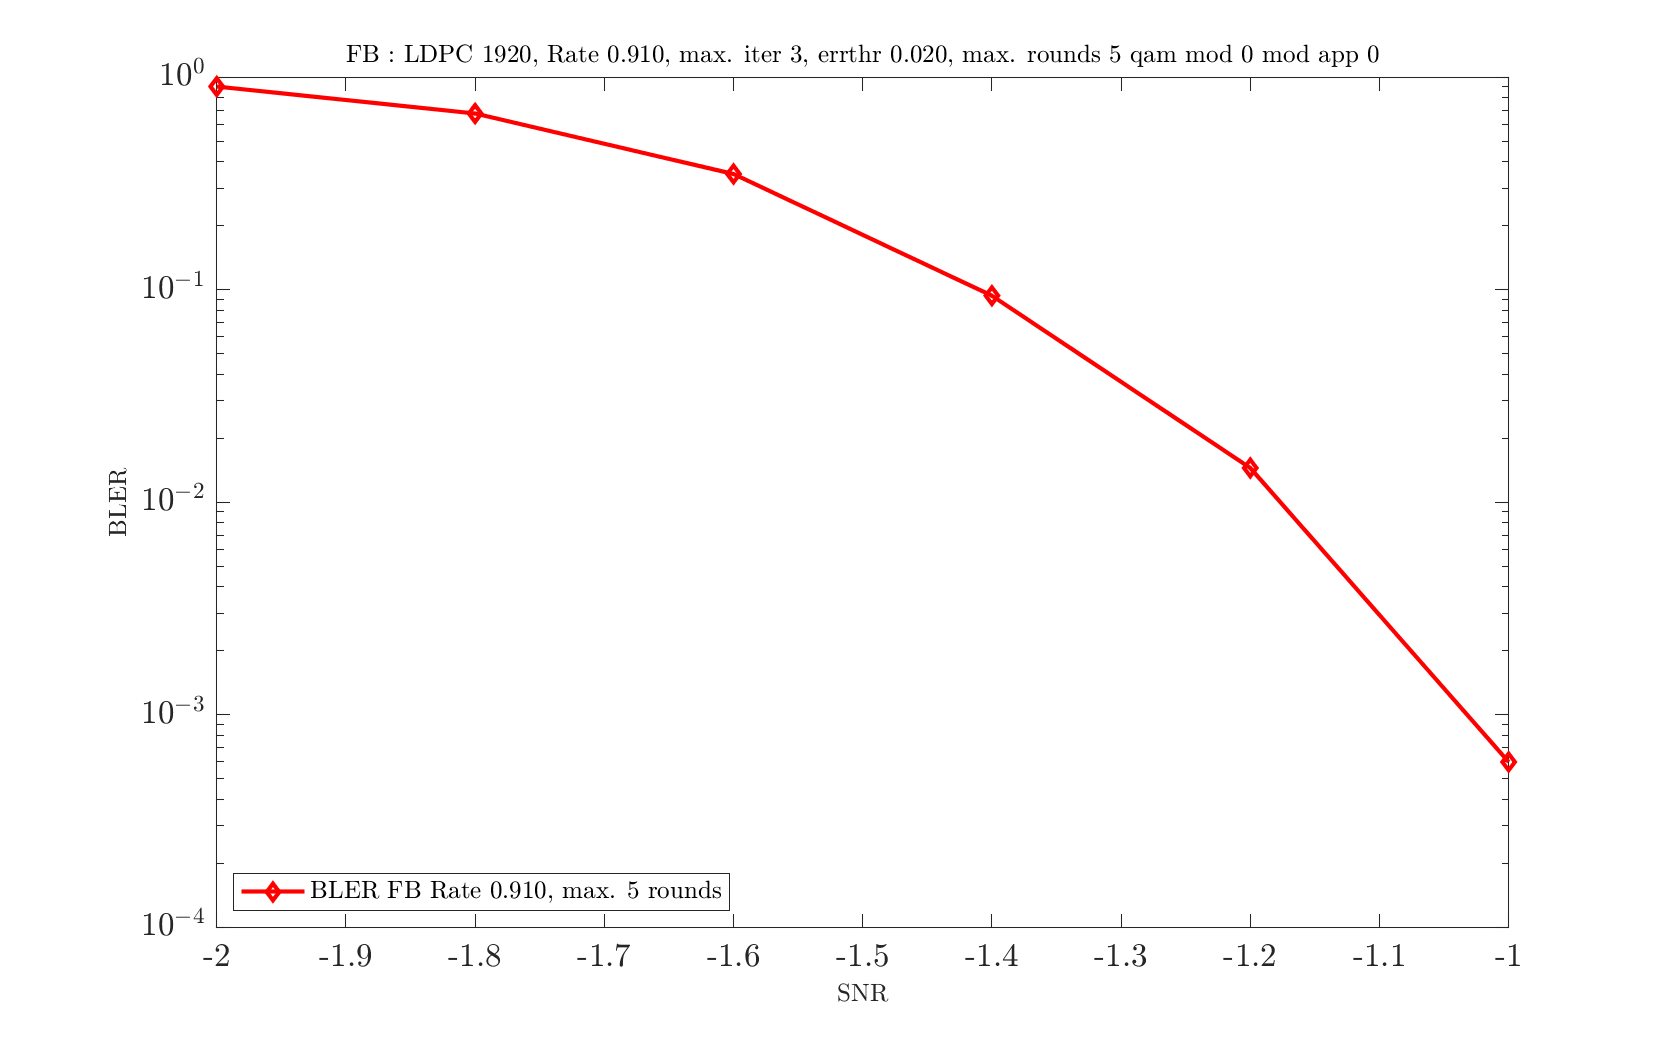 FB : LDPC 1920, Rate 0.910, max. iter 3, errthr 0.020, max. rounds 5 qam mod 0 mod app 0
10^0
10^-1
10^-2
10^-3
10^-4
BLER
BLER FB Rate 0.910, max. 5 rounds
-2 -1.9 -1.8 -1.7 -1.6 -1.5 -1.4 -1.3 -1.2 -1.1 -1
SNR